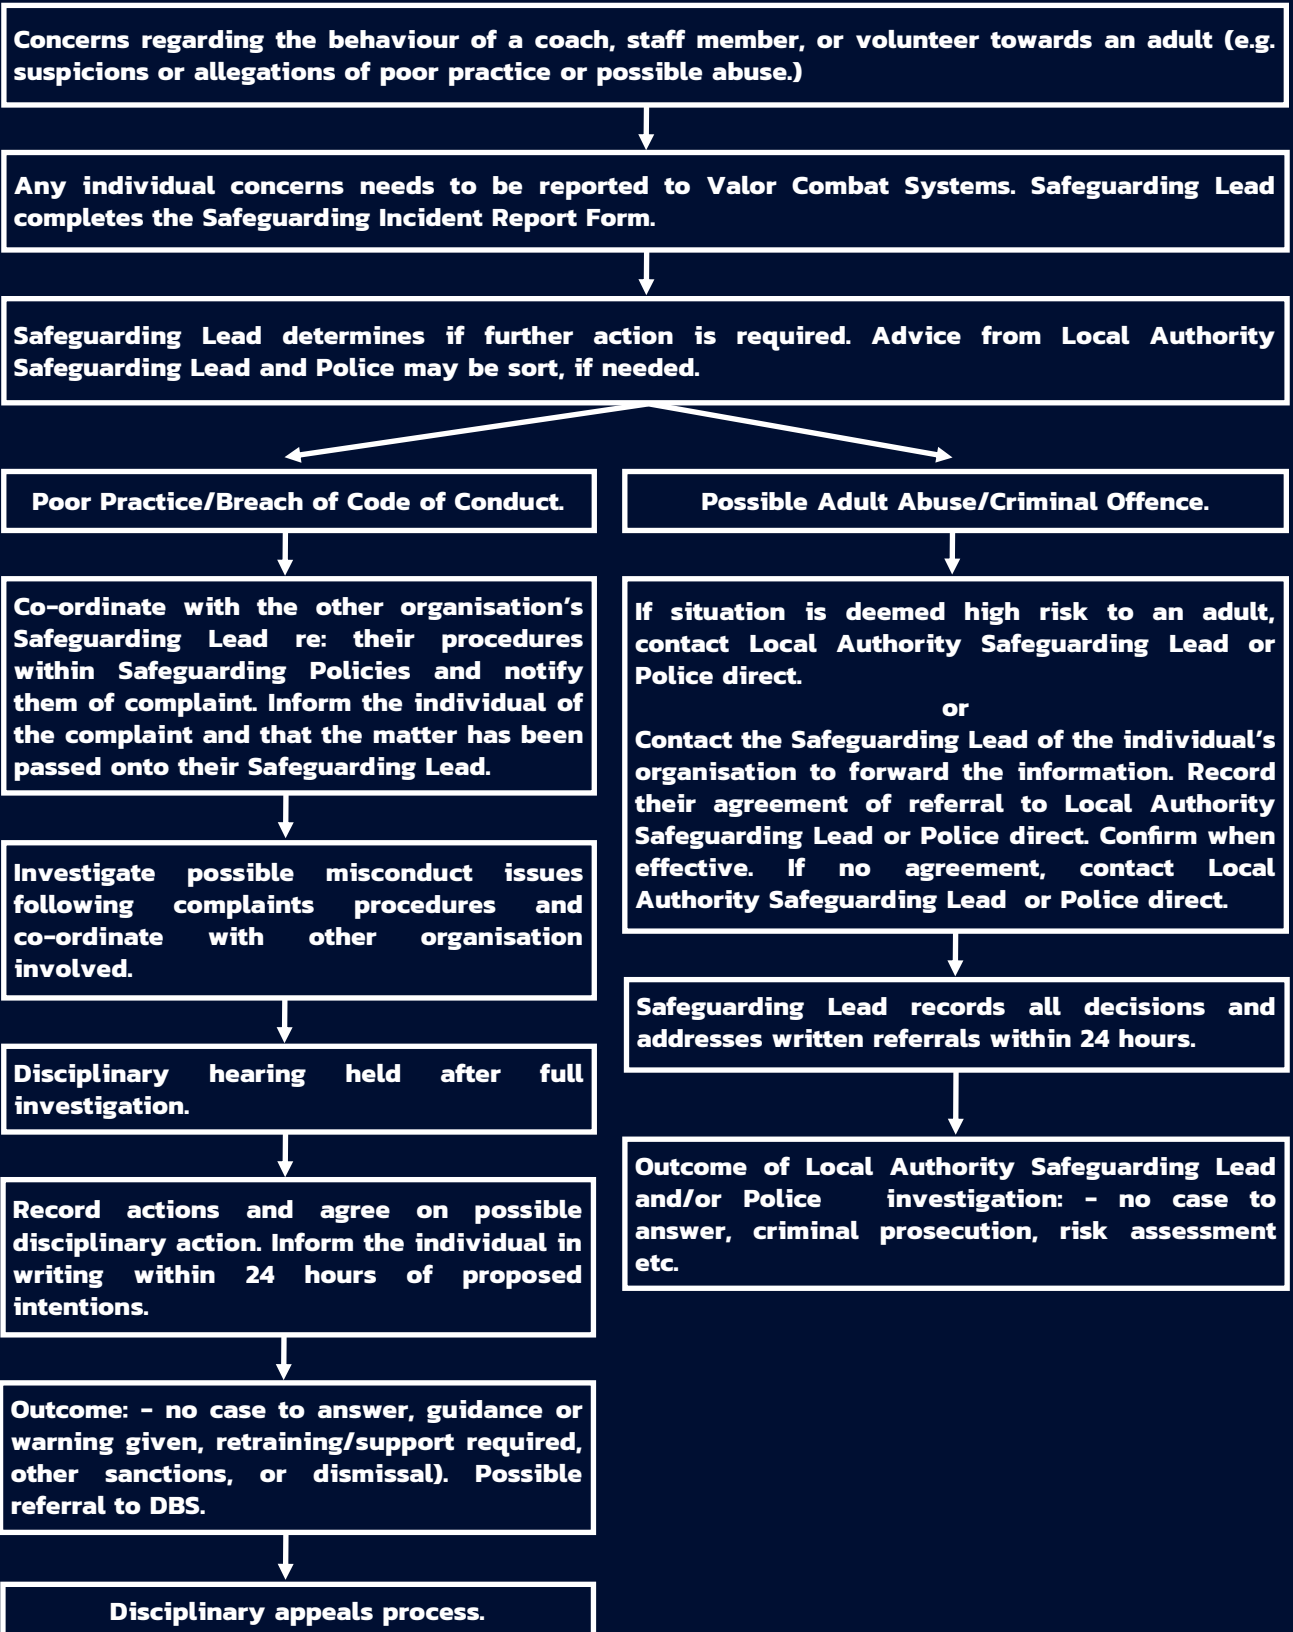 Concerns regarding the behaviour of a coach, staff member, or volunteer towards an adult (e.g.
suspicions or allegations of poor practice or possible abuse.)
Any individual concerns needs to be reported to Valor Combat Systems. Safeguarding Lead
completes the Safeguarding Incident Report Form.
Safeguarding Lead determines if further action is required. Advice from Local Authority
Safeguarding Lead and Police may be sort, if needed.
Poor Practice/Breach of Code of Conduct.
Co-ordinate with the other organisation's
Safeguarding Lead re: their procedures
within Safeguarding Policies and notify
them of complaint. Inform the individual of
the complaint and that the matter has been
passed onto their Safeguarding Lead.
Investigate possible misconduct issues
following complaints procedures and
co-ordinate with other organisation
involved.
Disciplinary hearing held after full
investigation.
Record actions and agree on possible
disciplinary action. Inform the individual in
writing within 24 hours of proposed
intentions.
Outcome: - no case to answer, guidance or
warning given, retraining/support required,
other sanctions, or dismissal). Possible
referral to DBS.
Disciplinary appeals process.
Possible Adult Abuse/Criminal Offence.
If situation is deemed high risk to an adult,
contact Local Authority Safeguarding Lead or
Police direct.
or
Contact the Safeguarding Lead of the individual's
organisation to forward the information. Record
their agreement of referral to Local Authority
Safeguarding Lead or Police direct. Confirm when
effective. If no agreement, contact Local
Authority Safeguarding Lead or Police direct.
Safeguarding Lead records all decisions and
addresses written referrals within 24 hours.
Outcome of Local Authority Safeguarding Lead
and/or Police investigation: - no case to
answer, criminal prosecution, risk assessment
etc.